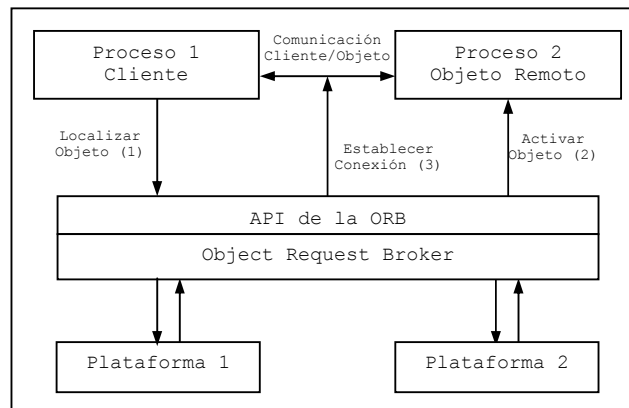 Proceso 1
Cliente
Comunicación
Cliente/Objeto
Proceso 2
Objeto Remoto
Localizar
Objeto (1)
Establecer
Conexión (3)
Activar
Objeto (2)
API de la ORB
Object Request Broker
Plataforma 1
Plataforma 2